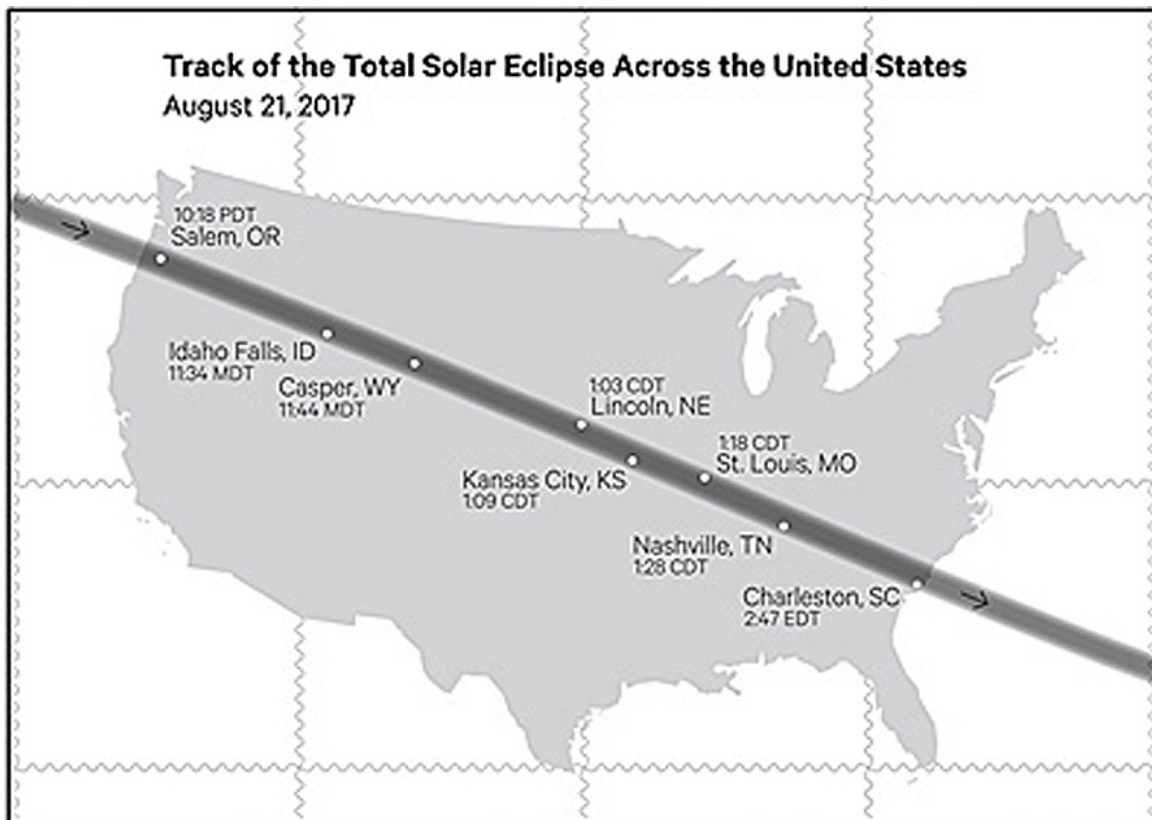 Track of the Total Solar Eclipse Across the United States
August 21, 2017
10:18 PDT
Salem, OR
Idaho Falls, ID
11:34 MDT
Casper, WY
11:44 MDT
1:03 CDT
Lincoln, NE
1:18 CDT
St. Louis, MO
Kansas City, KS
1:09 CDT
Nashville, TN
1:28 CDT
Charleston, SC
2:47 EDT